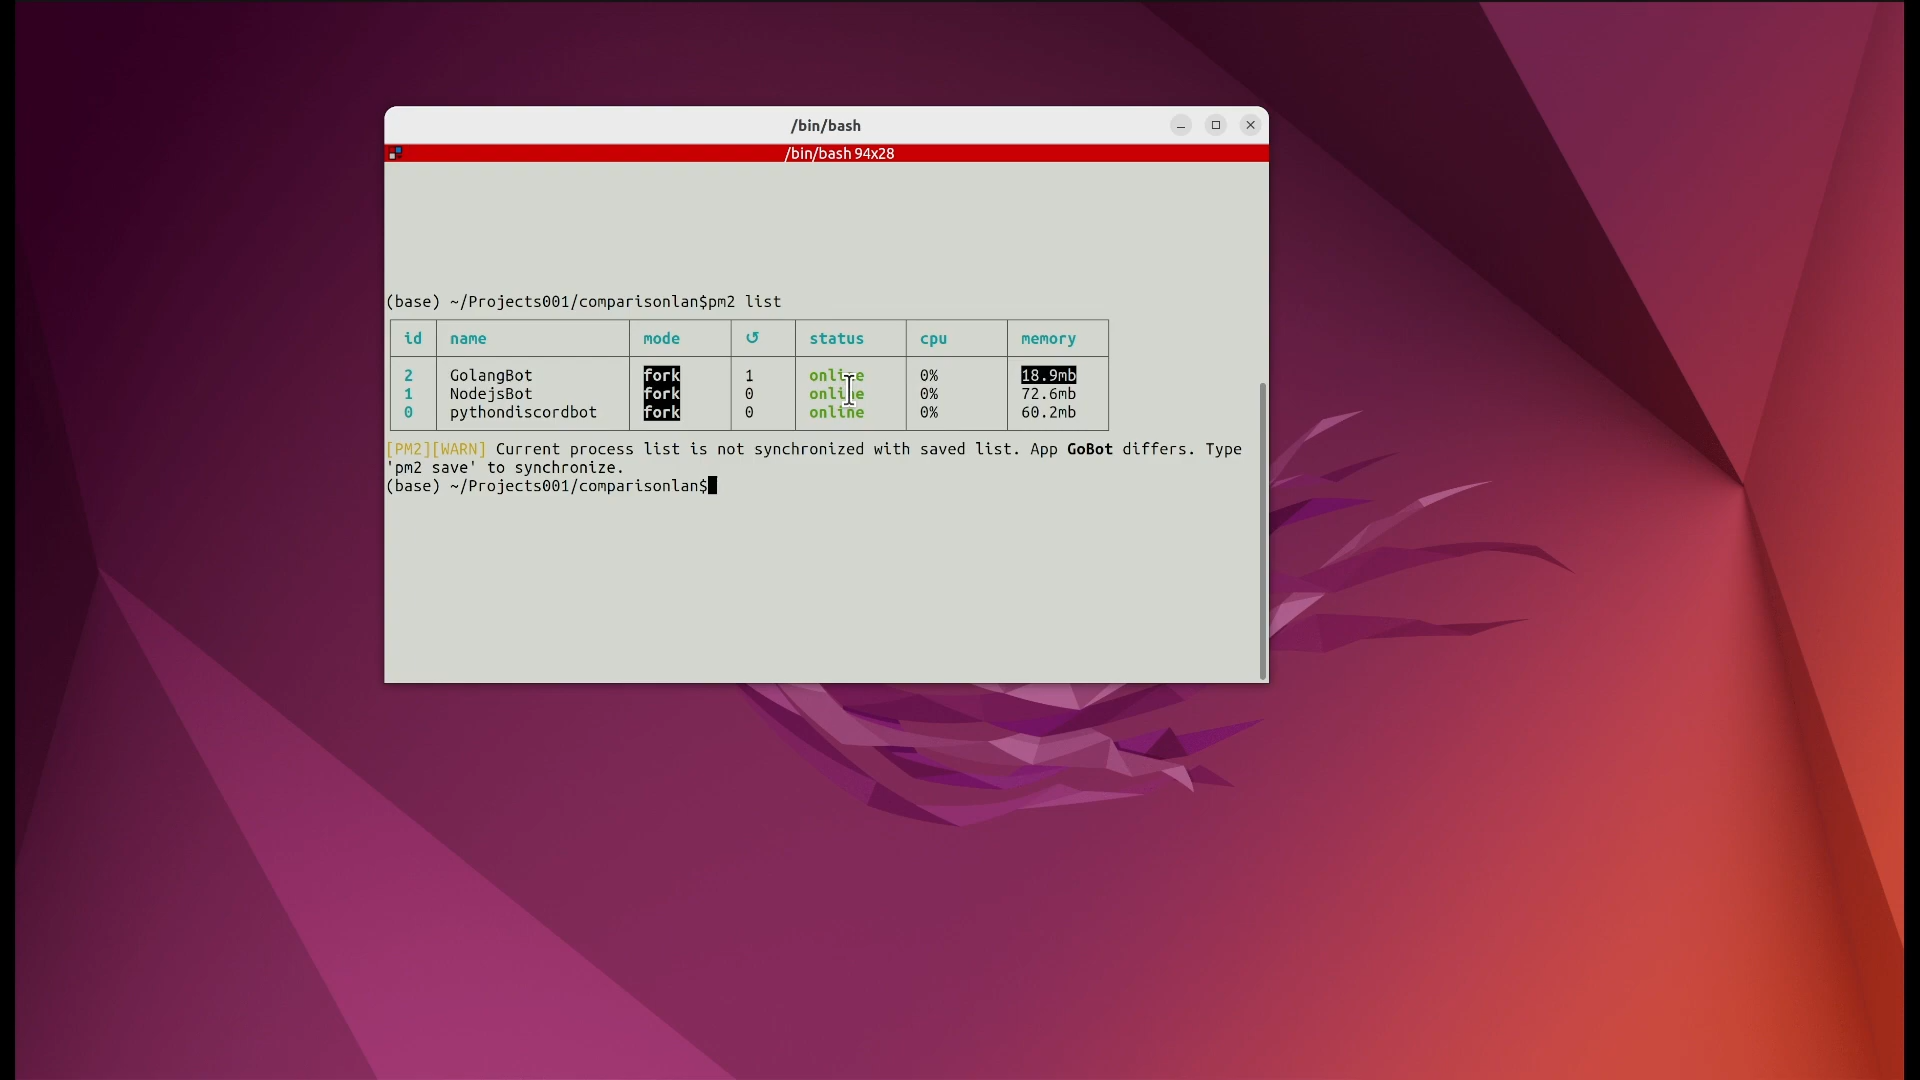 /bin/bash
/bin/bash 94x28
(base) ~/Projects001/comparisonlan$pm2 list
id name mode ↺ status cpu memory
2 GolangBot fork 1 online 0% 18.9mb
1 NodejsBot fork 0 online 0% 72.6mb
0 pythondiscordbot fork 0 online 0% 60.2mb
[PM2][WARN] Current process list is not synchronized with saved list. App GoBot differs. Type
'pm2 save' to synchronize.
(base) ~/Projects001/comparisonlan$